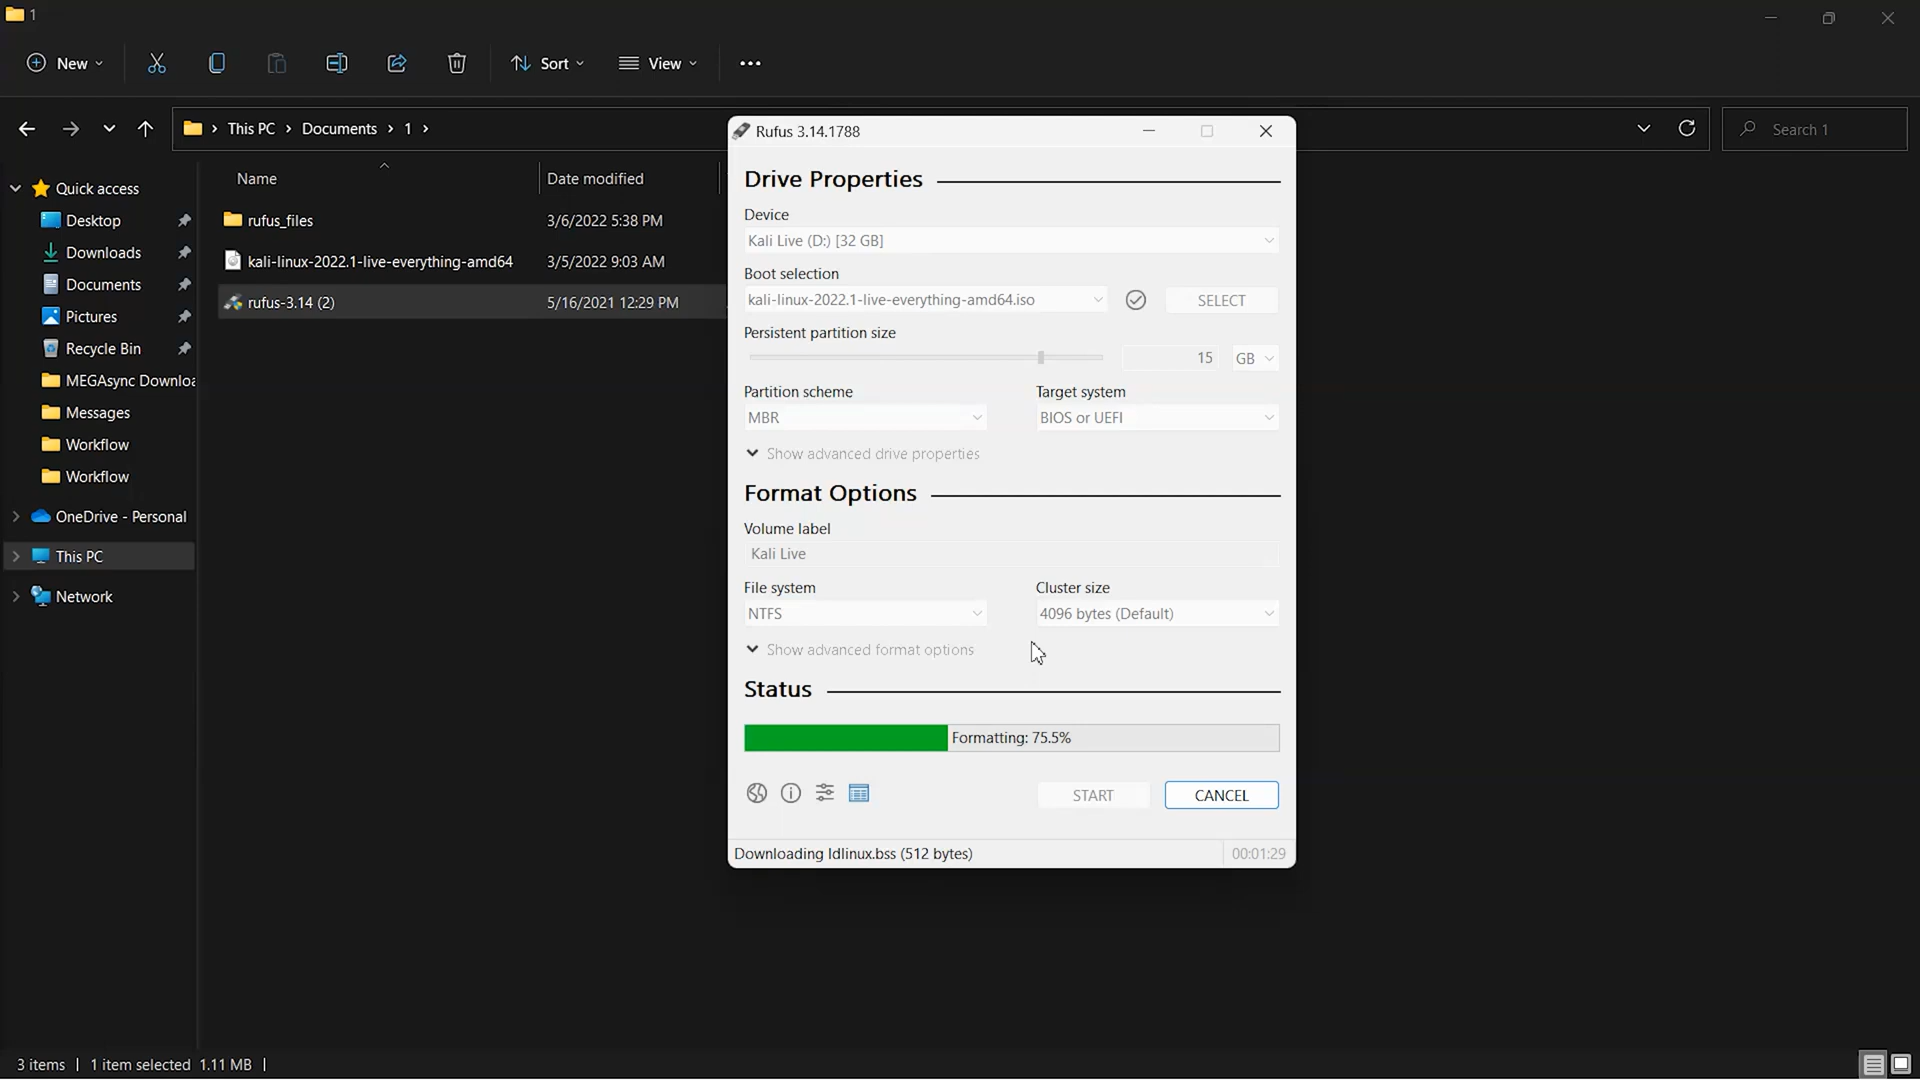 1
New
Sort
View
This PC > Documents > 1 >
Search 1
Quick access
Desktop
Downloads
Documents
Pictures
Recycle Bin
MEGAsync Downloa
Messages
Workflow
Workflow
OneDrive - Personal
This PC
Network
Name
Date modified
rufus_files
3/6/2022 5:38 PM
kali-linux-2022.1-live-everything-amd64
3/5/2022 9:03 AM
rufus-3.14 (2)
5/16/2021 12:29 PM
Rufus 3.14.1788
Drive Properties
Device
Kali Live (D:) [32 GB]
Boot selection
kali-linux-2022.1-live-everything-amd64.iso
SELECT
Persistent partition size
15
GB
Partition scheme
Target system
MBR
BIOS or UEFI
Show advanced drive properties
Format Options
Volume label
Kali Live
File system
Cluster size
NTFS
4096 bytes (Default)
Show advanced format options
Status
Formatting: 75.5%
START
CANCEL
Downloading ldlinux.bss (512 bytes)
00:01:29
3 items
1 item selected 1.11 MB